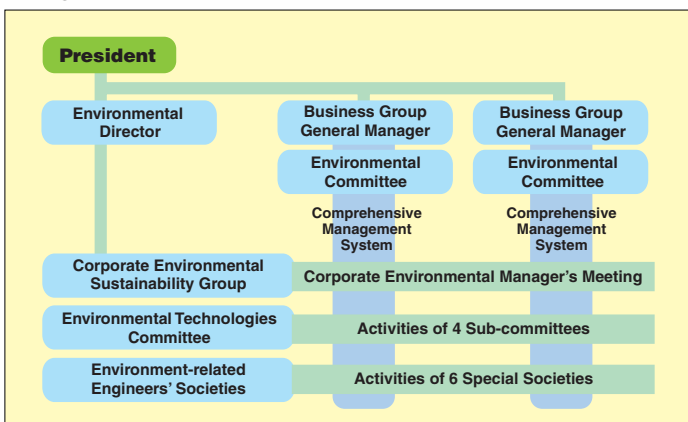 President
Environmental
Director
Business Group
General Manager
Business Group
General Manager
Environmental
Committee
Environmental
Committee
Comprehensive
Management
System
Comprehensive
Management
System
Corporate Environmental
Sustainability Group
Corporate Environmental Manager's Meeting
Environmental Technologies
Committee
Activities of 4 Sub-committees
Environment-related
Engineers' Societies
Activities of 6 Special Societies